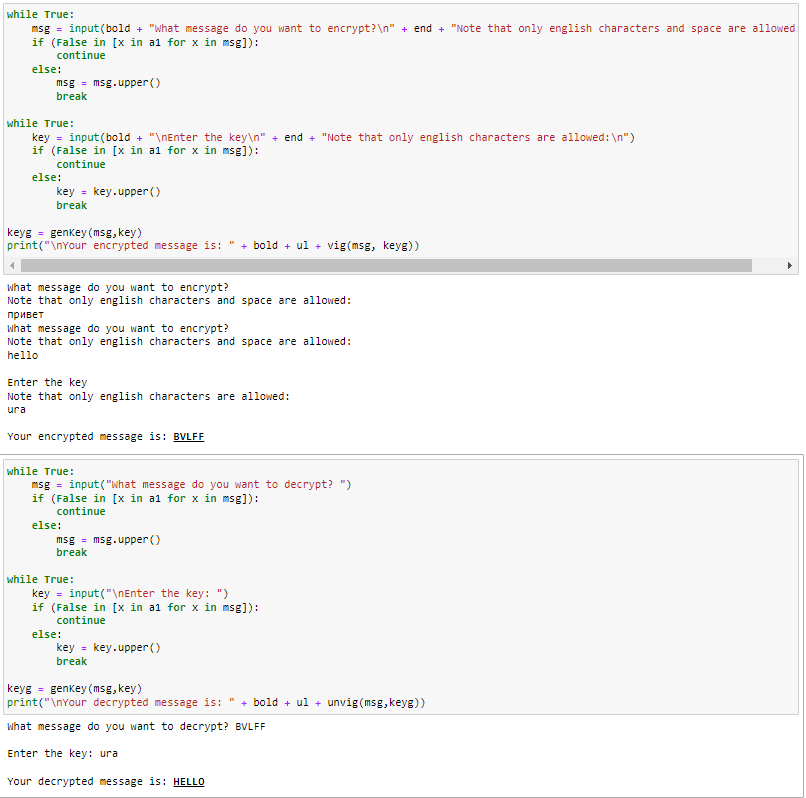 while True:
    msg = input(bold + "What message do you want to encrypt?\n" + end + "Note that only english characters and space are allowed
    if (False in [x in a1 for x in msg]):
        continue
    else:
        msg = msg.upper()
        break

while True:
    key = input(bold + "\nEnter the key\n" + end + "Note that only english characters are allowed:\n")
    if (False in [x in a1 for x in msg]):
        continue
    else:
        key = key.upper()
        break

keyg = genKey(msg,key)
print("\nYour encrypted message is: " + bold + ul + vig(msg, keyg))
What message do you want to encrypt?
Note that only english characters and space are allowed:
привет
What message do you want to encrypt?
Note that only english characters and space are allowed:
hello

Enter the key
Note that only english characters are allowed:
ura

Your encrypted message is: BVLFF
while True:
    msg = input("What message do you want to decrypt? ")
    if (False in [x in a1 for x in msg]):
        continue
    else:
        msg = msg.upper()
        break

while True:
    key = input("\nEnter the key: ")
    if (False in [x in a1 for x in msg]):
        continue
    else:
        key = key.upper()
        break

keyg = genKey(msg,key)
print("\nYour decrypted message is: " + bold + ul + unvig(msg,keyg))
What message do you want to decrypt? BVLFF

Enter the key: ura

Your decrypted message is: HELLO